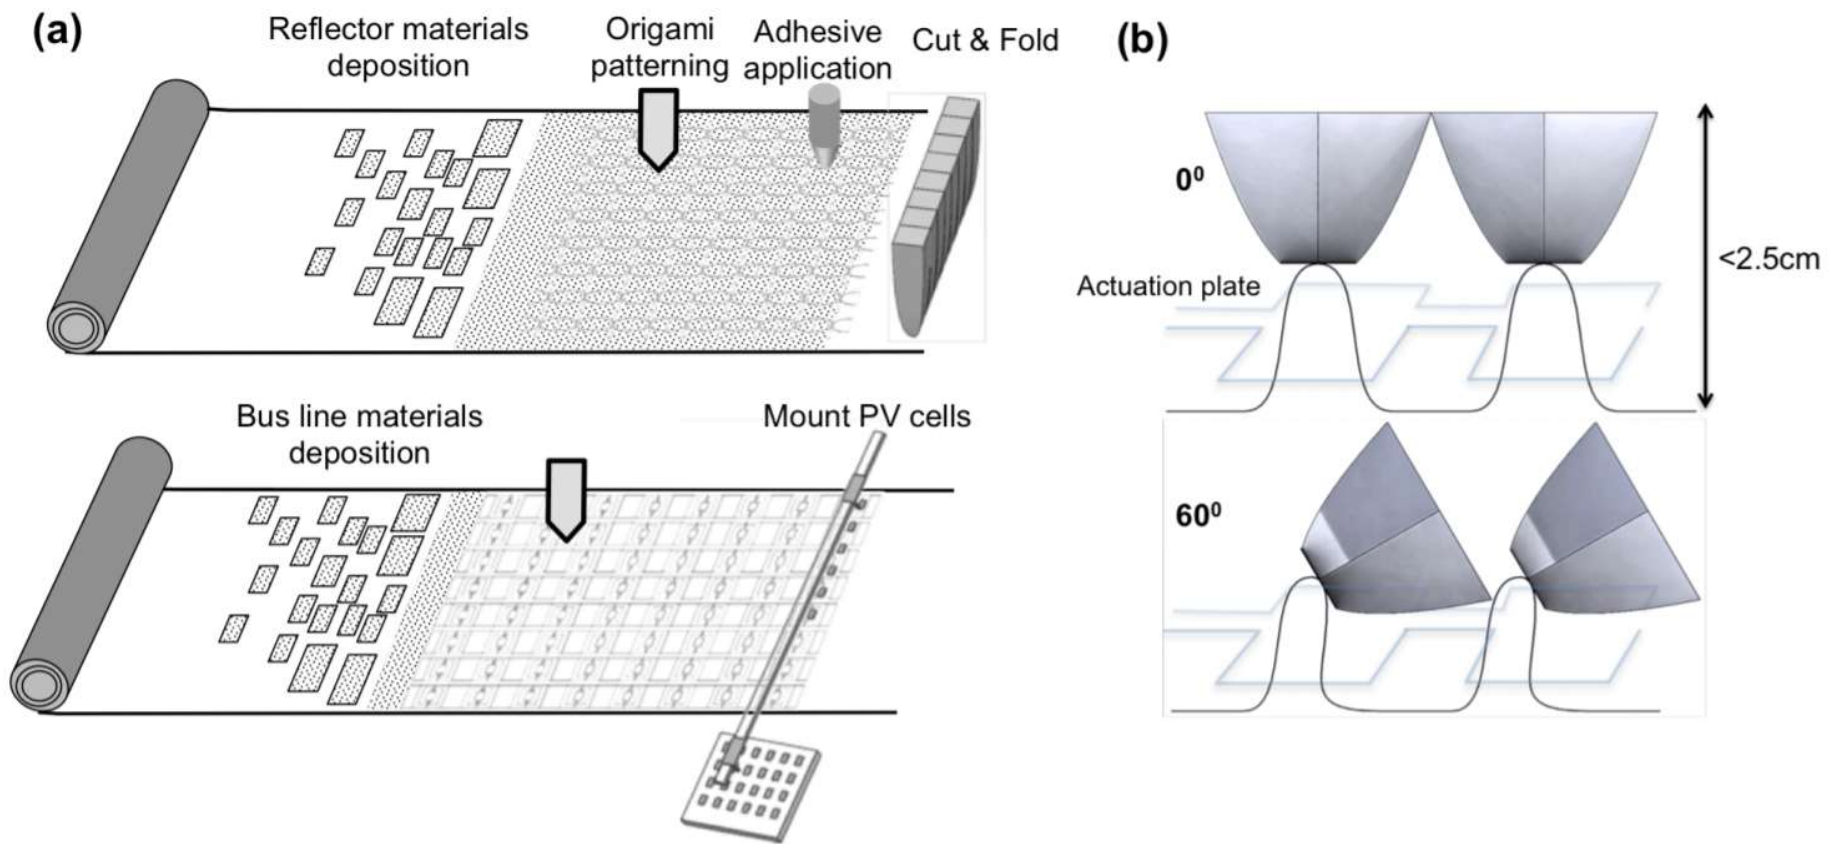 (a)
Reflector materials
deposition
Origami
patterning
Adhesive
application
Cut & Fold
Bus line materials
deposition
Mount PV cells
(b)
0⁰
Actuation plate
<2.5cm
60⁰